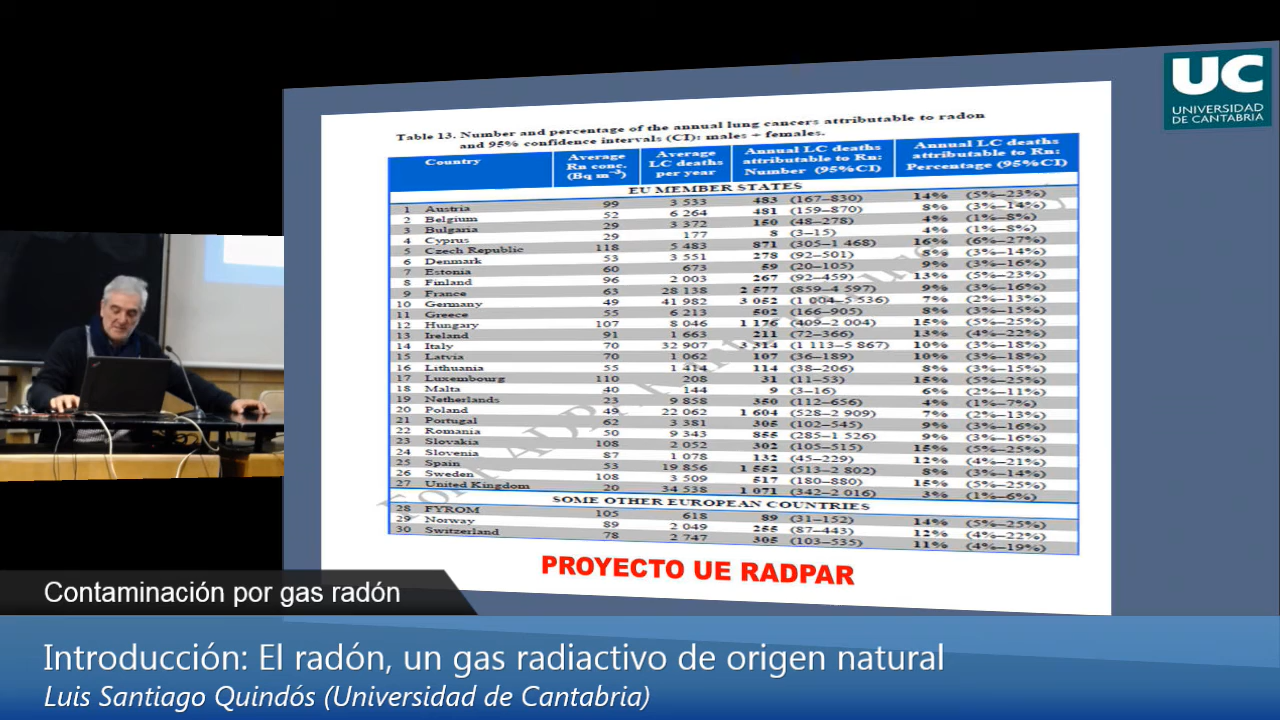 UC
UNIVERSIDAD
DE CANTABRIA
Table 13. Number and percentage of the annual lung cancers attributable to radon
and 95% confidence intervals (CI): males + females.
Country Average Rn conc. (Bq m⁻³) Average LC deaths per year Annual LC deaths attributable to Rn: Number (95%CI) Annual LC deaths attributable to Rn: Percentage (95%CI)
EU MEMBER STATES
1 Austria 99 3 533 483 (167–830) 14% (5%–23%)
2 Belgium 52 6 264 481 (159–870) 8% (3%–14%)
3 Bulgaria 29 3 372 150 (48–278) 4% (1%–8%)
4 Cyprus 29 177 8 (3–15) 4% (1%–8%)
5 Czech Republic 118 5 483 871 (305–1 468) 16% (6%–27%)
6 Denmark 53 3 551 278 (92–501) 8% (3%–14%)
7 Estonia 60 673 59 (20–105) 9% (3%–16%)
8 Finland 96 2 003 267 (92–459) 13% (5%–23%)
9 France 63 28 138 2 577 (859–4 597) 9% (3%–16%)
10 Germany 49 41 982 3 052 (1 004–5 536) 7% (2%–13%)
11 Greece 55 6 213 502 (166–905) 8% (3%–15%)
12 Hungary 107 8 046 1 176 (409–2 004) 15% (5%–25%)
13 Ireland 91 1 663 211 (72–366) 13% (4%–22%)
14 Italy 70 32 907 3 314 (1 113–5 867) 10% (3%–18%)
15 Latvia 70 1 062 107 (36–189) 10% (3%–18%)
16 Lithuania 55 1 414 114 (38–206) 8% (3%–15%)
17 Luxembourg 110 208 31 (11–53) 15% (5%–25%)
18 Malta 40 144 9 (3–16) 6% (2%–11%)
19 Netherlands 23 9 858 350 (112–656) 4% (1%–7%)
20 Poland 49 22 062 1 604 (528–2 909) 7% (2%–13%)
21 Portugal 62 3 381 305 (102–545) 9% (3%–16%)
22 Romania 50 9 343 855 (285–1 526) 9% (3%–16%)
23 Slovakia 108 2 052 302 (105–515) 15% (5%–25%)
24 Slovenia 87 1 078 132 (45–229) 12% (4%–21%)
25 Spain 53 19 856 1 552 (513–2 802) 8% (3%–14%)
26 Sweden 108 3 509 517 (180–880) 15% (5%–25%)
27 United Kingdom 20 34 538 1 071 (342–2 016) 3% (1%–6%)
SOME OTHER EUROPEAN COUNTRIES
28 FYROM 105 618 89 (31–152) 14% (5%–25%)
29 Norway 89 2 049 255 (87–443) 12% (4%–22%)
30 Switzerland 78 2 747 305 (103–535) 11% (4%–19%)
PROYECTO UE RADPAR
Contaminación por gas radón
Introducción: El radón, un gas radiactivo de origen natural
Luis Santiago Quindós (Universidad de Cantabria)